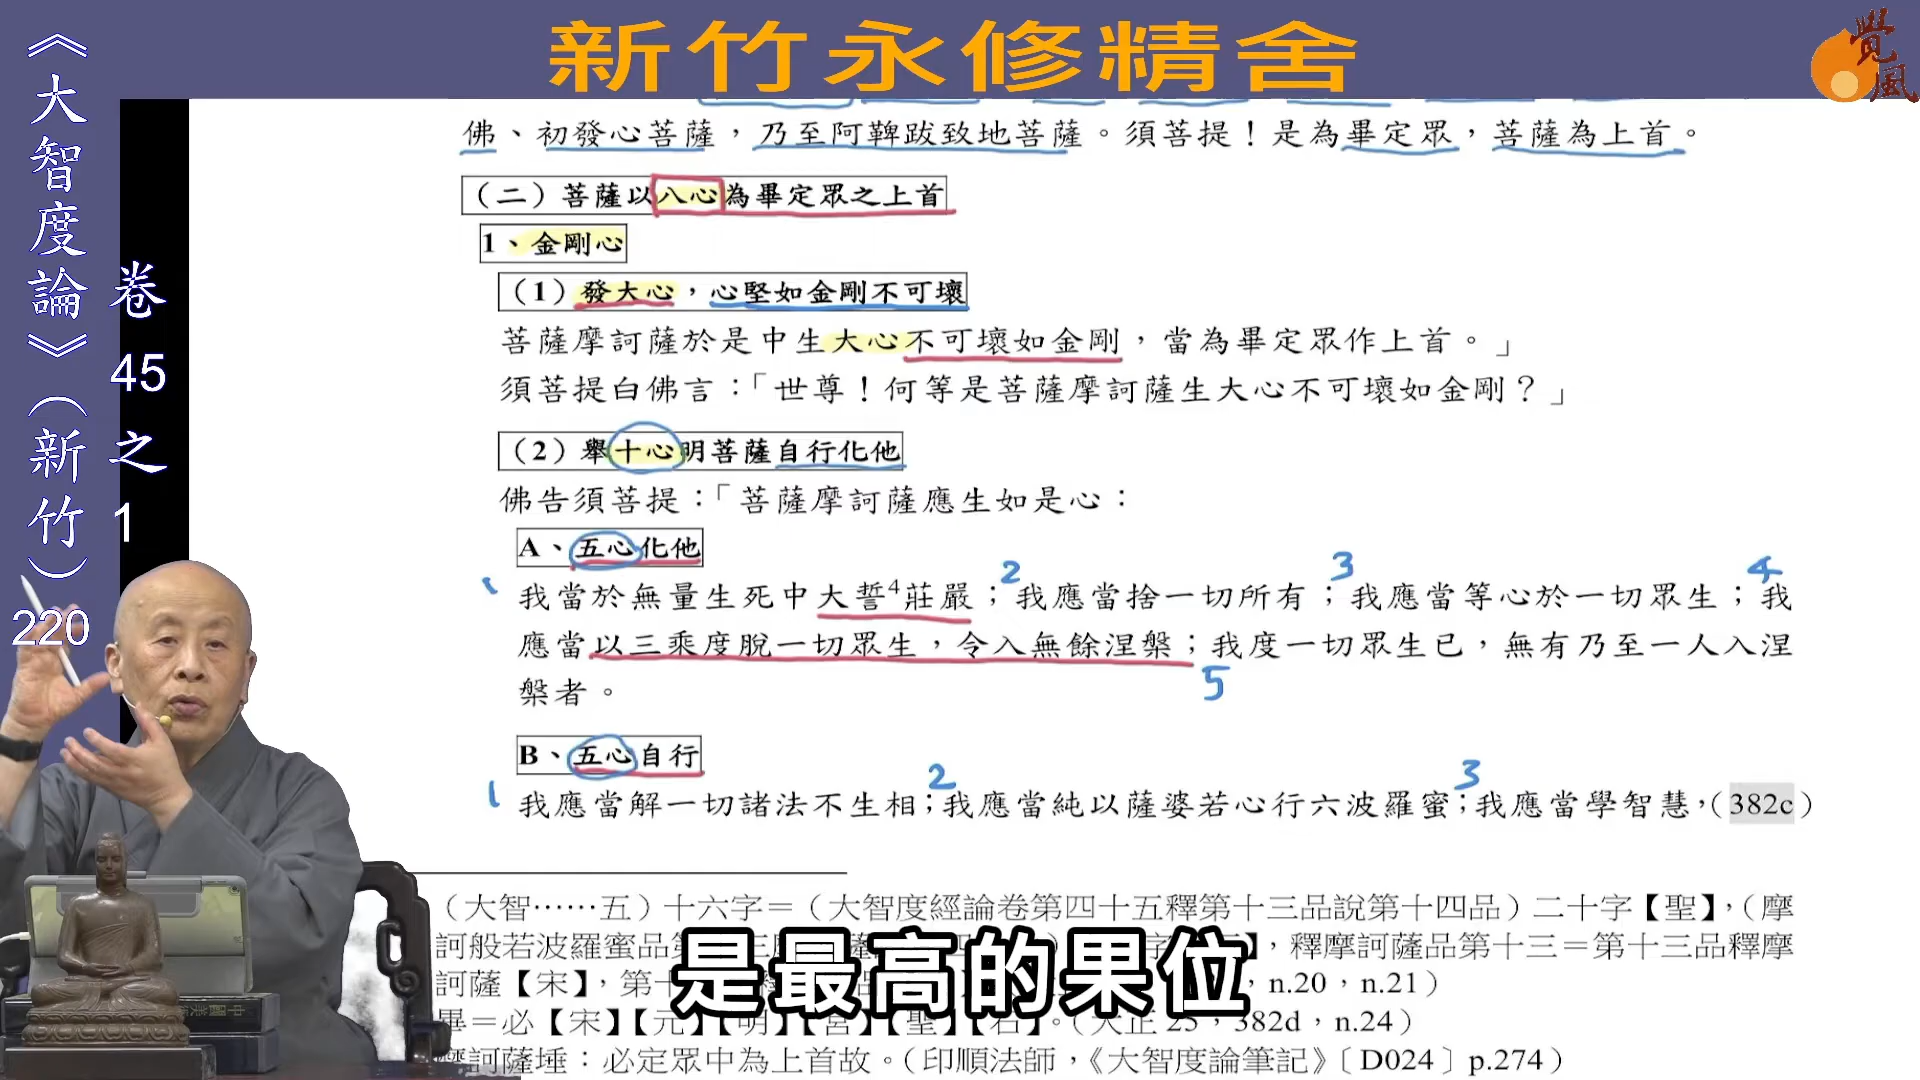 新竹永修精舍
覺風
《大智度論》(新竹)220
卷45之1
佛、初發心菩薩，乃至阿鞞跋致地菩薩。須菩提！是為畢定眾，菩薩為上首。
（二）菩薩以八心為畢定眾之上首
1、金剛心
（1）發大心，心堅如金剛不可壞
菩薩摩訶薩於是中生大心不可壞如金剛，當為畢定眾作上首。」
須菩提白佛言：「世尊！何等是菩薩摩訶薩生大心不可壞如金剛？」
（2）舉十心明菩薩自行化他
佛告須菩提：「菩薩摩訶薩應生如是心：
A、五心化他
2 3 4
我當於無量生死中大誓4莊嚴；我應當捨一切所有；我應當等心於一切眾生；我
應當以三乘度脫一切眾生，令入無餘涅槃；我度一切眾生已，無有乃至一人入涅
5
槃者。
B、五心自行
1 2 3
我應當解一切諸法不生相；我應當純以薩婆若心行六波羅蜜；我應當學智慧，（382c）
（大智……五）十六字＝（大智度經論卷第四十五釋第十三品說第十四品）二十字【聖】，（摩
訶般若波羅蜜品第，釋摩訶薩品第十三＝第十三品釋摩
訶薩【宋】，第十，n.20，n.21）
畢＝必【宋】【元】【明】【宮】【聖】【石】。（大正25，382d，n.24）
摩訶薩埵：必定眾中為上首故。（印順法師，《大智度論筆記》〔D024〕p.274）
是最高的果位